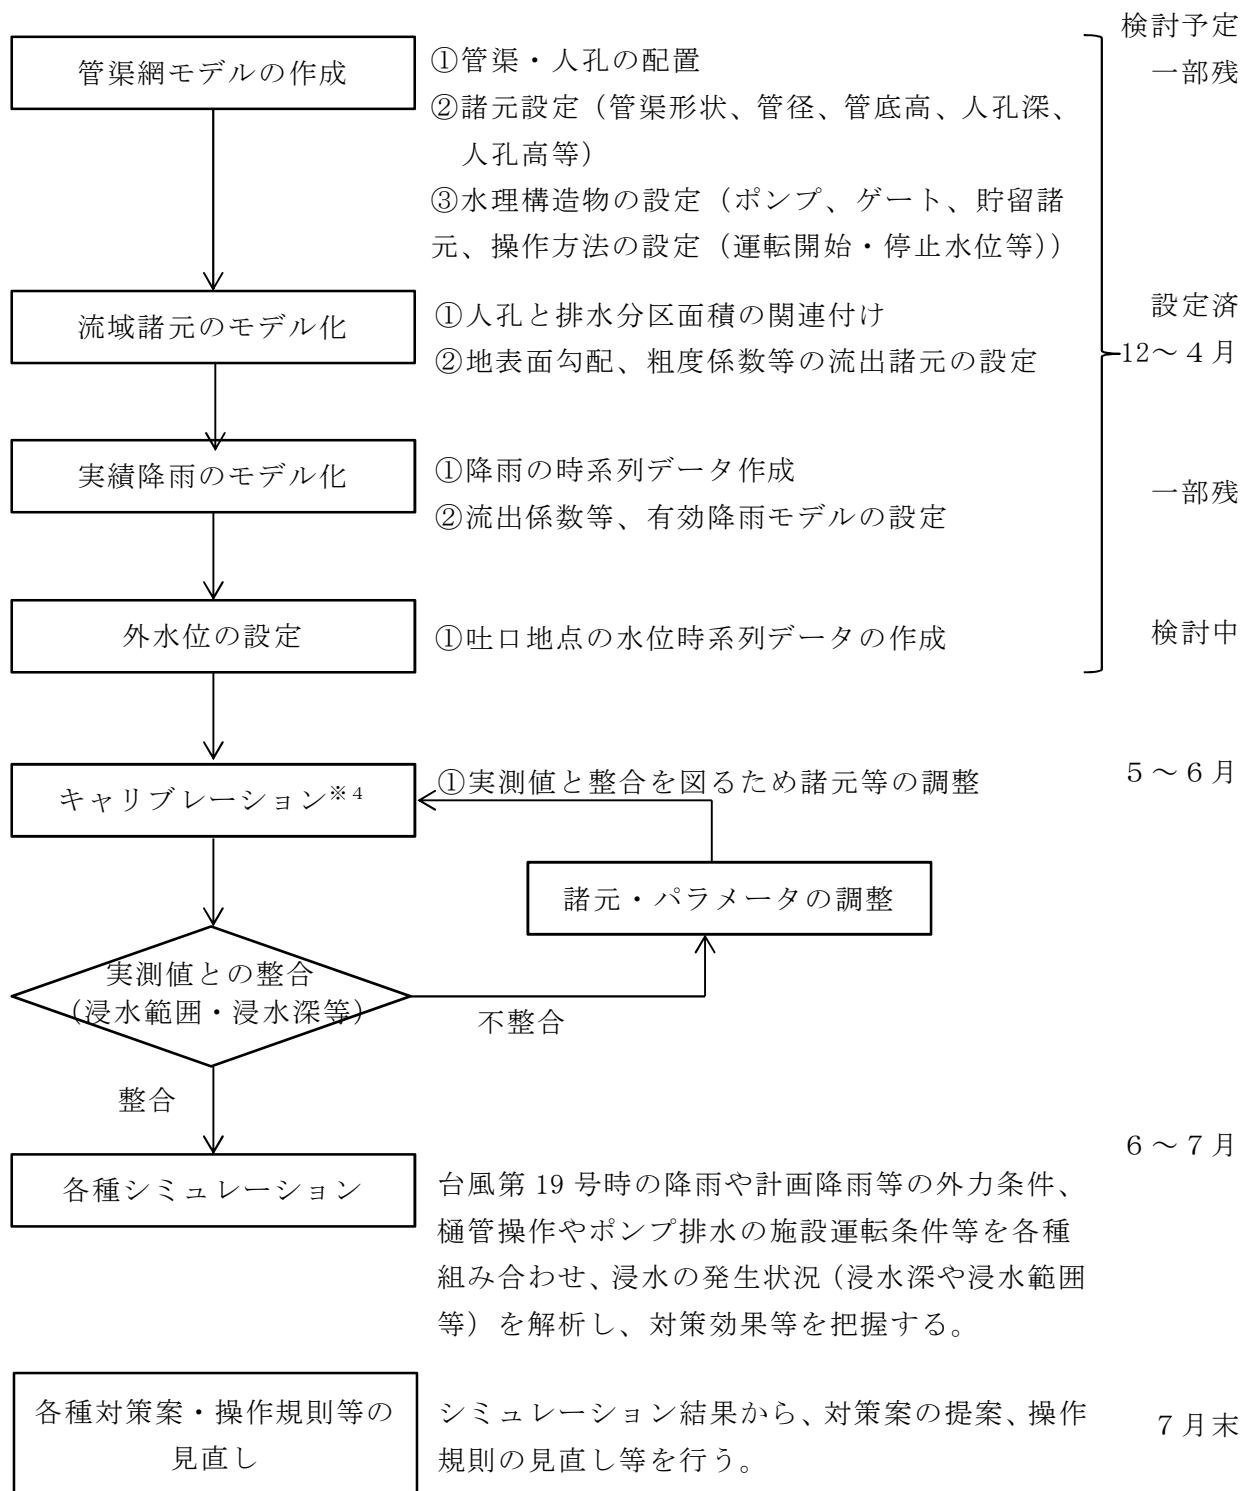 検討予定
管渠網モデルの作成
①管渠・人孔の配置
一部残
②諸元設定（管渠形状、管径、管底高、人孔深、
人孔高等）
③水理構造物の設定（ポンプ、ゲート、貯留諸
元、操作方法の設定（運転開始・停止水位等））
流域諸元のモデル化
①人孔と排水分区面積の関連付け
設定済
②地表面勾配、粗度係数等の流出諸元の設定
12～４月
実績降雨のモデル化
①降雨の時系列データ作成
一部残
②流出係数等、有効降雨モデルの設定
外水位の設定
①吐口地点の水位時系列データの作成
検討中
キャリブレーション※４
①実測値と整合を図るため諸元等の調整
５～６月
諸元・パラメータの調整
実測値との整合
（浸水範囲・浸水深等）
不整合
整合
６～７月
各種シミュレーション
台風第 19 号時の降雨や計画降雨等の外力条件、
樋管操作やポンプ排水の施設運転条件等を各種
組み合わせ、浸水の発生状況（浸水深や浸水範囲
等）を解析し、対策効果等を把握する。
各種対策案・操作規則等の
見直し
シミュレーション結果から、対策案の提案、操作
規則の見直し等を行う。
７月末